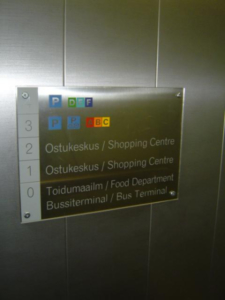 P D E F
3 P P A B C
2 Ostukeskus / Shopping Centre
1 Ostukeskus / Shopping Centre
0 Toidumaailm / Food Department
Bussiterminal / Bus Terminal